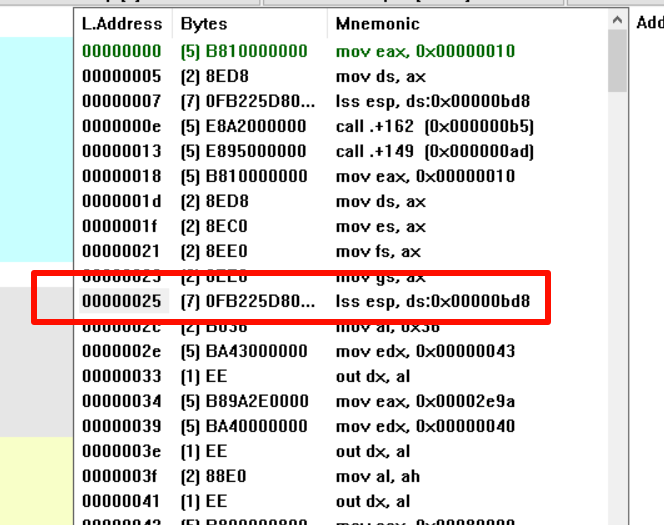 L.Address Bytes Mnemonic
Add
00000000 (5) B810000000 mov eax, 0x00000010
00000005 (2) 8ED8 mov ds, ax
00000007 (7) 0FB225D80... lss esp, ds:0x00000bd8
0000000e (5) E8A2000000 call .+162 (0x000000b5)
00000013 (5) E895000000 call .+149 (0x000000ad)
00000018 (5) B810000000 mov eax, 0x00000010
0000001d (2) 8ED8 mov ds, ax
0000001f (2) 8EC0 mov es, ax
00000021 (2) 8EE0 mov fs, ax
00000023 (2) 8EE8 mov gs, ax
00000025 (7) 0FB225D80... lss esp, ds:0x00000bd8
0000002c (2) B036 mov al, 0x36
0000002e (5) BA43000000 mov edx, 0x00000043
00000033 (1) EE out dx, al
00000034 (5) B89A2E0000 mov eax, 0x00002e9a
00000039 (5) BA40000000 mov edx, 0x00000040
0000003e (1) EE out dx, al
0000003f (2) 88E0 mov al, ah
00000041 (1) EE out dx, al